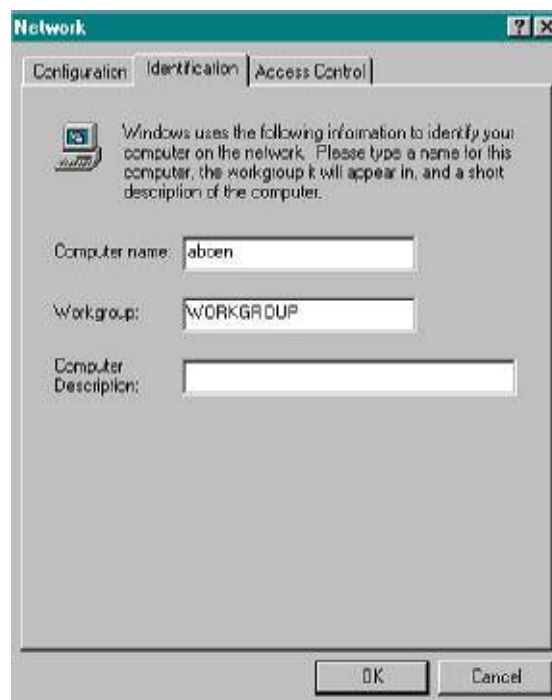 Network
Configuration Identification Access Control
Windows uses the following information to identify your
computer on the network. Please type a name for this
computer, the workgroup it will appear in, and a short
description of the computer.
Computer name: aboen
Workgroup: WORKGROUP
Computer
Description:
OK Cancel